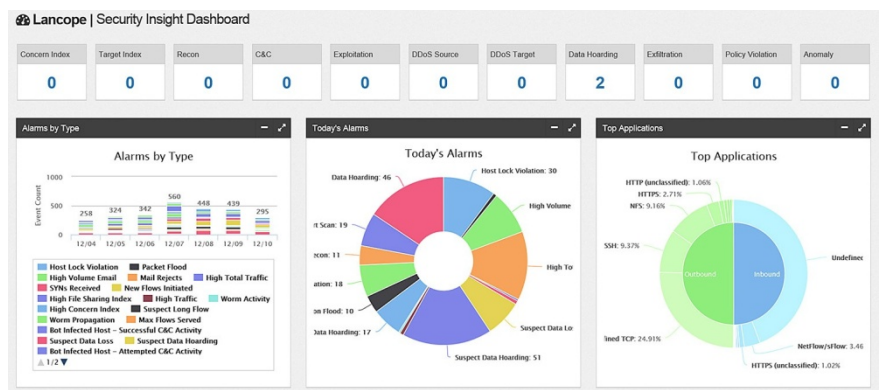 Lancope | Security Insight Dashboard
Concern Index
Target Index
Recon
C&C
Exploitation
DDoS Source
DDoS Target
Data Hoarding
Exfiltration
Policy Violation
Anomaly
0
0
0
0
0
0
0
2
0
0
0
Alarms by Type
Alarms by Type
1000
500
0
Event Count
258
324
342
560
448
439
295
12/04
12/05
12/06
12/07
12/08
12/09
12/10
Host Lock Violation Packet Flood
High Volume Email Mail Rejects High Total Traffic
SYNs Received New Flows Initiated
High File Sharing Index High Traffic Worm Activity
High Concern Index Suspect Long Flow
Worm Propagation Max Flows Served
Bot Infected Host – Successful C&C Activity
Suspect Data Loss Suspect Data Hoarding
Bot Infected Host – Attempted C&C Activity
1/2
Today's Alarms
Today's Alarms
Data Hoarding: 46
Host Lock Violation: 30
High Volume
rt Scan: 19
econ: 11
High To
ation: 18
on Flood: 10
Data Hoarding: 17
Suspect Data Lo
Suspect Data Hoarding: 51
Top Applications
Top Applications
HTTP (unclassified): 1.06%
HTTPS: 2.71%
NFS: 9.16%
SSH: 9.37%
Undefined
Outbound
Inbound
fined TCP: 24.91%
NetFlow/sFlow: 3.46
HTTPS (unclassified): 1.02%